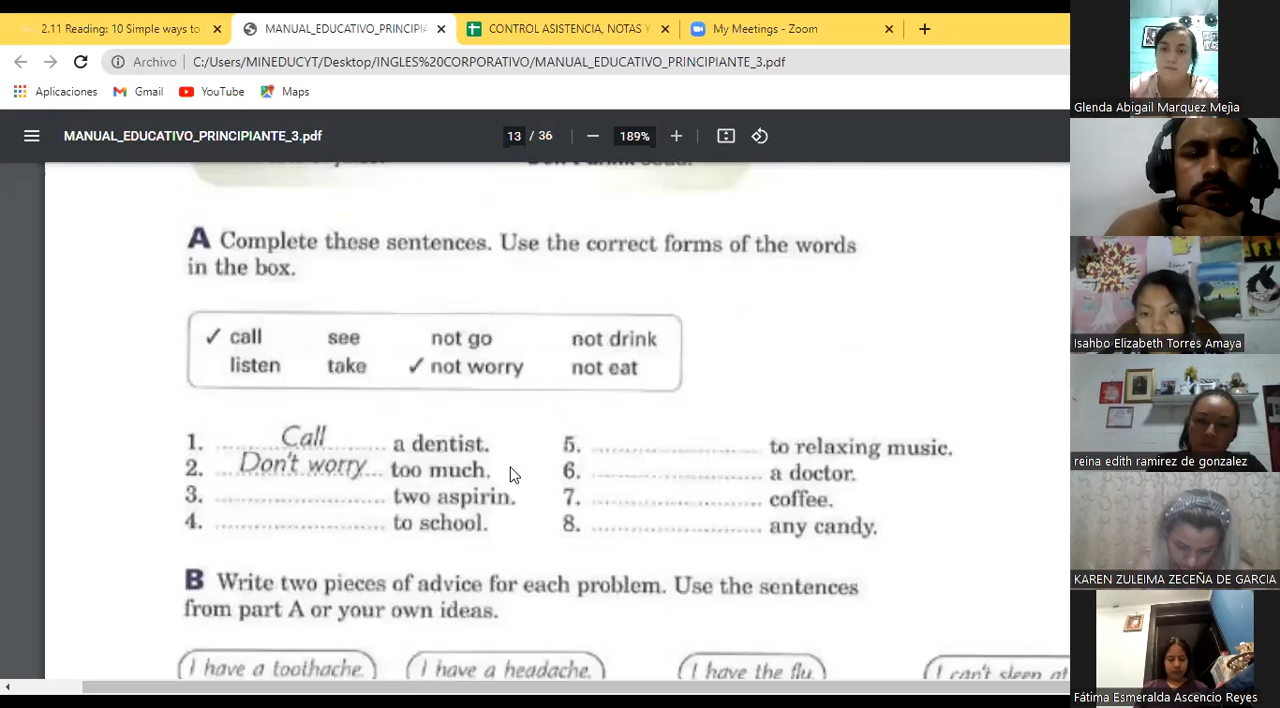 2.11 Reading: 10 Simple ways to
MANUAL_EDUCATIVO_PRINCIPIA
CONTROL ASISTENCIA, NOTAS Y
My Meetings - Zoom
Archivo
C:/Users/MINEDUCYT/Desktop/INGLES%20CORPORATIVO/MANUAL_EDUCATIVO_PRINCIPIANTE_3.pdf
Aplicaciones Gmail YouTube Maps
MANUAL_EDUCATIVO_PRINCIPIANTE_3.pdf
13 / 36
189%
A Complete these sentences. Use the correct forms of the words
in the box.
✓ call see not go not drink
listen take ✓ not worry not eat
1. Call a dentist.
2. Don't worry too much.
3. two aspirin.
4. to school.
5. to relaxing music.
6. a doctor.
7. coffee.
8. any candy.
B Write two pieces of advice for each problem. Use the sentences
from part A or your own ideas.
I have a toothache.
I have a headache.
I have the flu.
I can't sleep at
Glenda Abigail Marquez Mejia
Isahbo Elizabeth Torres Amaya
reina edith ramirez de gonzalez
KAREN ZULEIMA ZECEÑA DE GARCIA
Fátima Esmeralda Ascencio Reyes